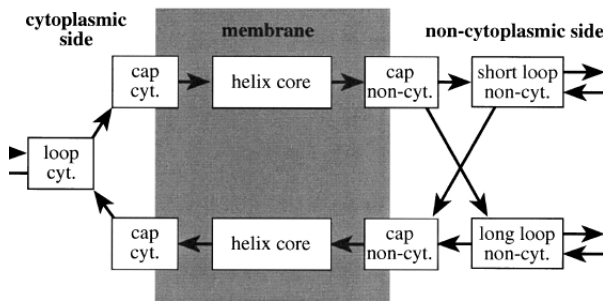 cytoplasmic side
membrane
non-cytoplasmic side
cap cyt.
helix core
cap non-cyt.
short loop non-cyt.
loop cyt.
cap cyt.
helix core
cap non-cyt.
long loop non-cyt.